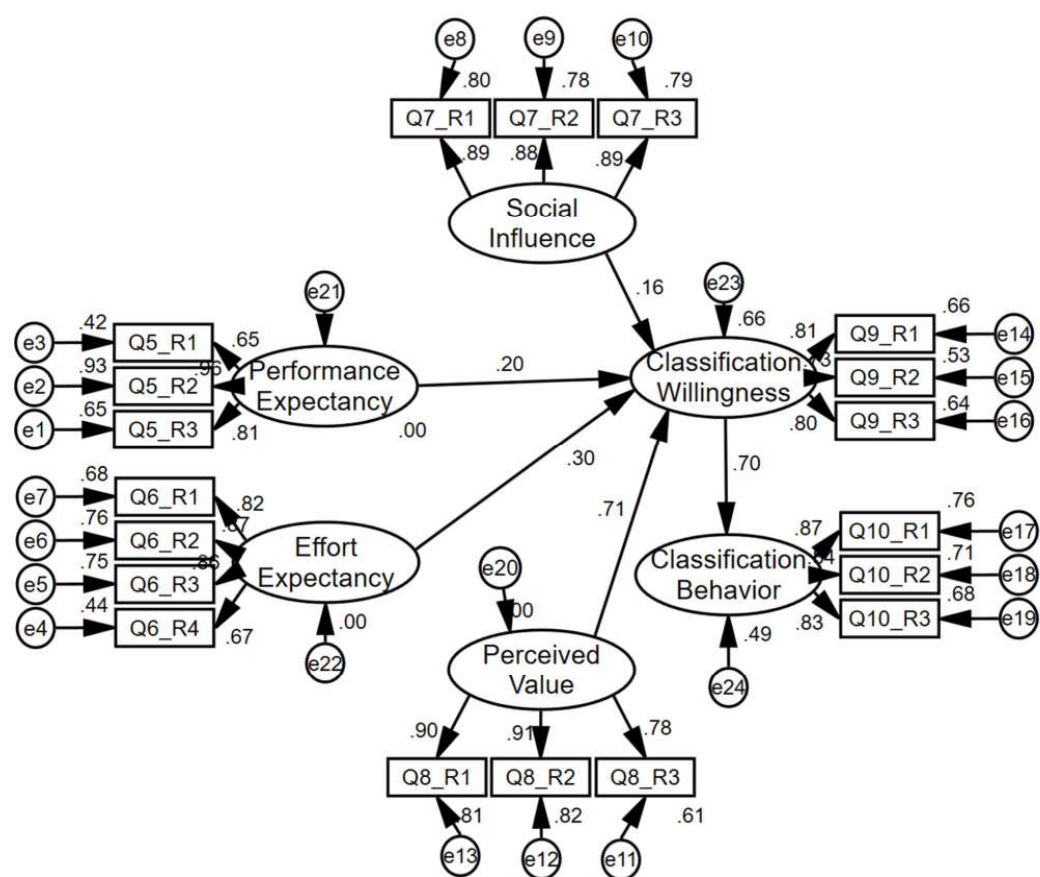 e8
e9
e10
.80
.78
.79
Q7_R1
Q7_R2
Q7_R3
.89
.88
.89
Social
Influence
e21
e23
.16
.66
.42
.66
e3
Q5_R1
.65
.81
Q9_R1
e14
.93
.96
Performance
Expectancy
.20
Classification
Willingness
.73
.53
e2
Q5_R2
Q9_R2
e15
.65
.64
e1
Q5_R3
.81
.00
.80
Q9_R3
e16
.68
.30
.70
e7
Q6_R1
.82
.76
.87
.71
.76
e6
Q6_R2
Effort
Expectancy
.87
Q10_R1
e17
.75
.86
e20
Classification
Behavior
.84
.71
e5
Q6_R3
Q10_R2
e18
.44
.00
.00
.68
e4
Q6_R4
.67
.83
Q10_R3
e19
e22
.49
Perceived
Value
e24
.90
.91
.78
Q8_R1
Q8_R2
Q8_R3
.81
.82
.61
e13
e12
e11